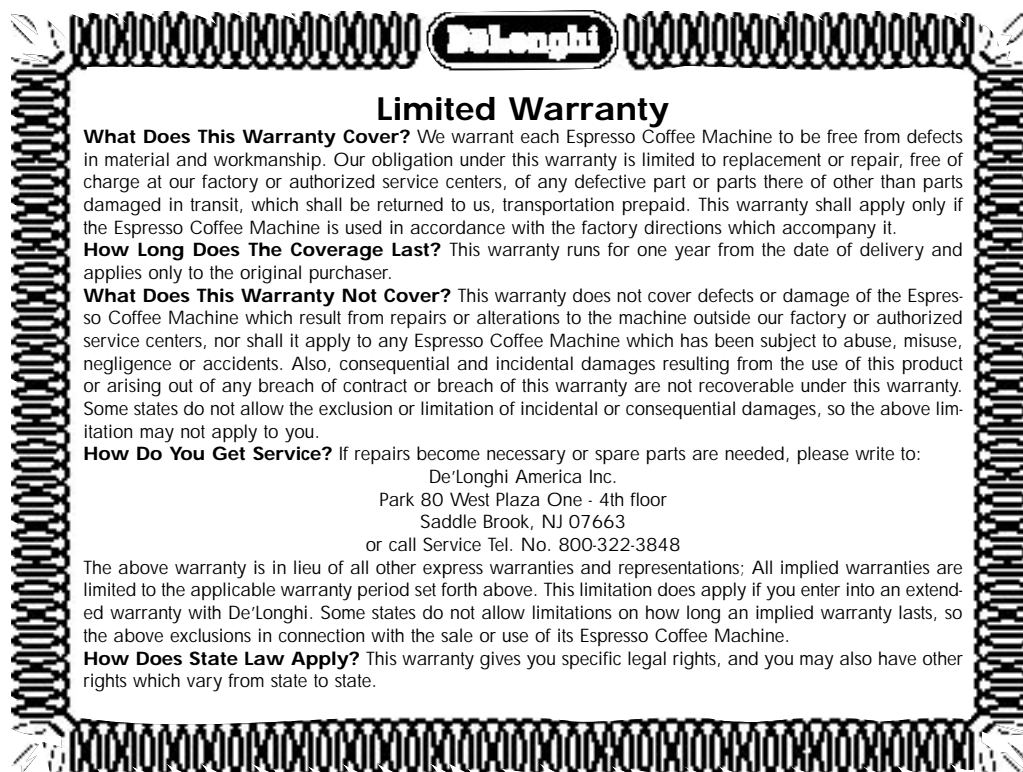 DeLonghi
Limited Warranty
What Does This Warranty Cover? We warrant each Espresso Coffee Machine to be free from defects
in material and workmanship. Our obligation under this warranty is limited to replacement or repair, free of
charge at our factory or authorized service centers, of any defective part or parts there of other than parts
damaged in transit, which shall be returned to us, transportation prepaid. This warranty shall apply only if
the Espresso Coffee Machine is used in accordance with the factory directions which accompany it.
How Long Does The Coverage Last? This warranty runs for one year from the date of delivery and
applies only to the original purchaser.
What Does This Warranty Not Cover? This warranty does not cover defects or damage of the Espres-
so Coffee Machine which result from repairs or alterations to the machine outside our factory or authorized
service centers, nor shall it apply to any Espresso Coffee Machine which has been subject to abuse, misuse,
negligence or accidents. Also, consequential and incidental damages resulting from the use of this product
or arising out of any breach of contract or breach of this warranty are not recoverable under this warranty.
Some states do not allow the exclusion or limitation of incidental or consequential damages, so the above lim-
itation may not apply to you.
How Do You Get Service? If repairs become necessary or spare parts are needed, please write to:
De'Longhi America Inc.
Park 80 West Plaza One - 4th floor
Saddle Brook, NJ 07663
or call Service Tel. No. 800-322-3848
The above warranty is in lieu of all other express warranties and representations; All implied warranties are
limited to the applicable warranty period set forth above. This limitation does apply if you enter into an extend-
ed warranty with De'Longhi. Some states do not allow limitations on how long an implied warranty lasts, so
the above exclusions in connection with the sale or use of its Espresso Coffee Machine.
How Does State Law Apply? This warranty gives you specific legal rights, and you may also have other
rights which vary from state to state.